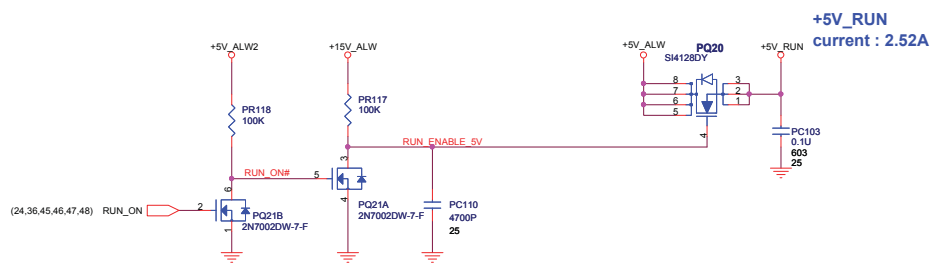 +5V_RUN
current : 2.52A
+5V_ALW2
+15V_ALW
+5V_ALW
PQ20
SI4128DY
+5V_RUN
8
7
6
5
3
2
1
4
PR118
100K
PR117
100K
PC103
0.1U
603
25
RUN_ENABLE_5V
3
RUN_ON#
5
4
PQ21A
2N7002DW-7-F
PC110
4700P
25
6
(24,36,45,46,47,48) RUN_ON
2
1
PQ21B
2N7002DW-7-F